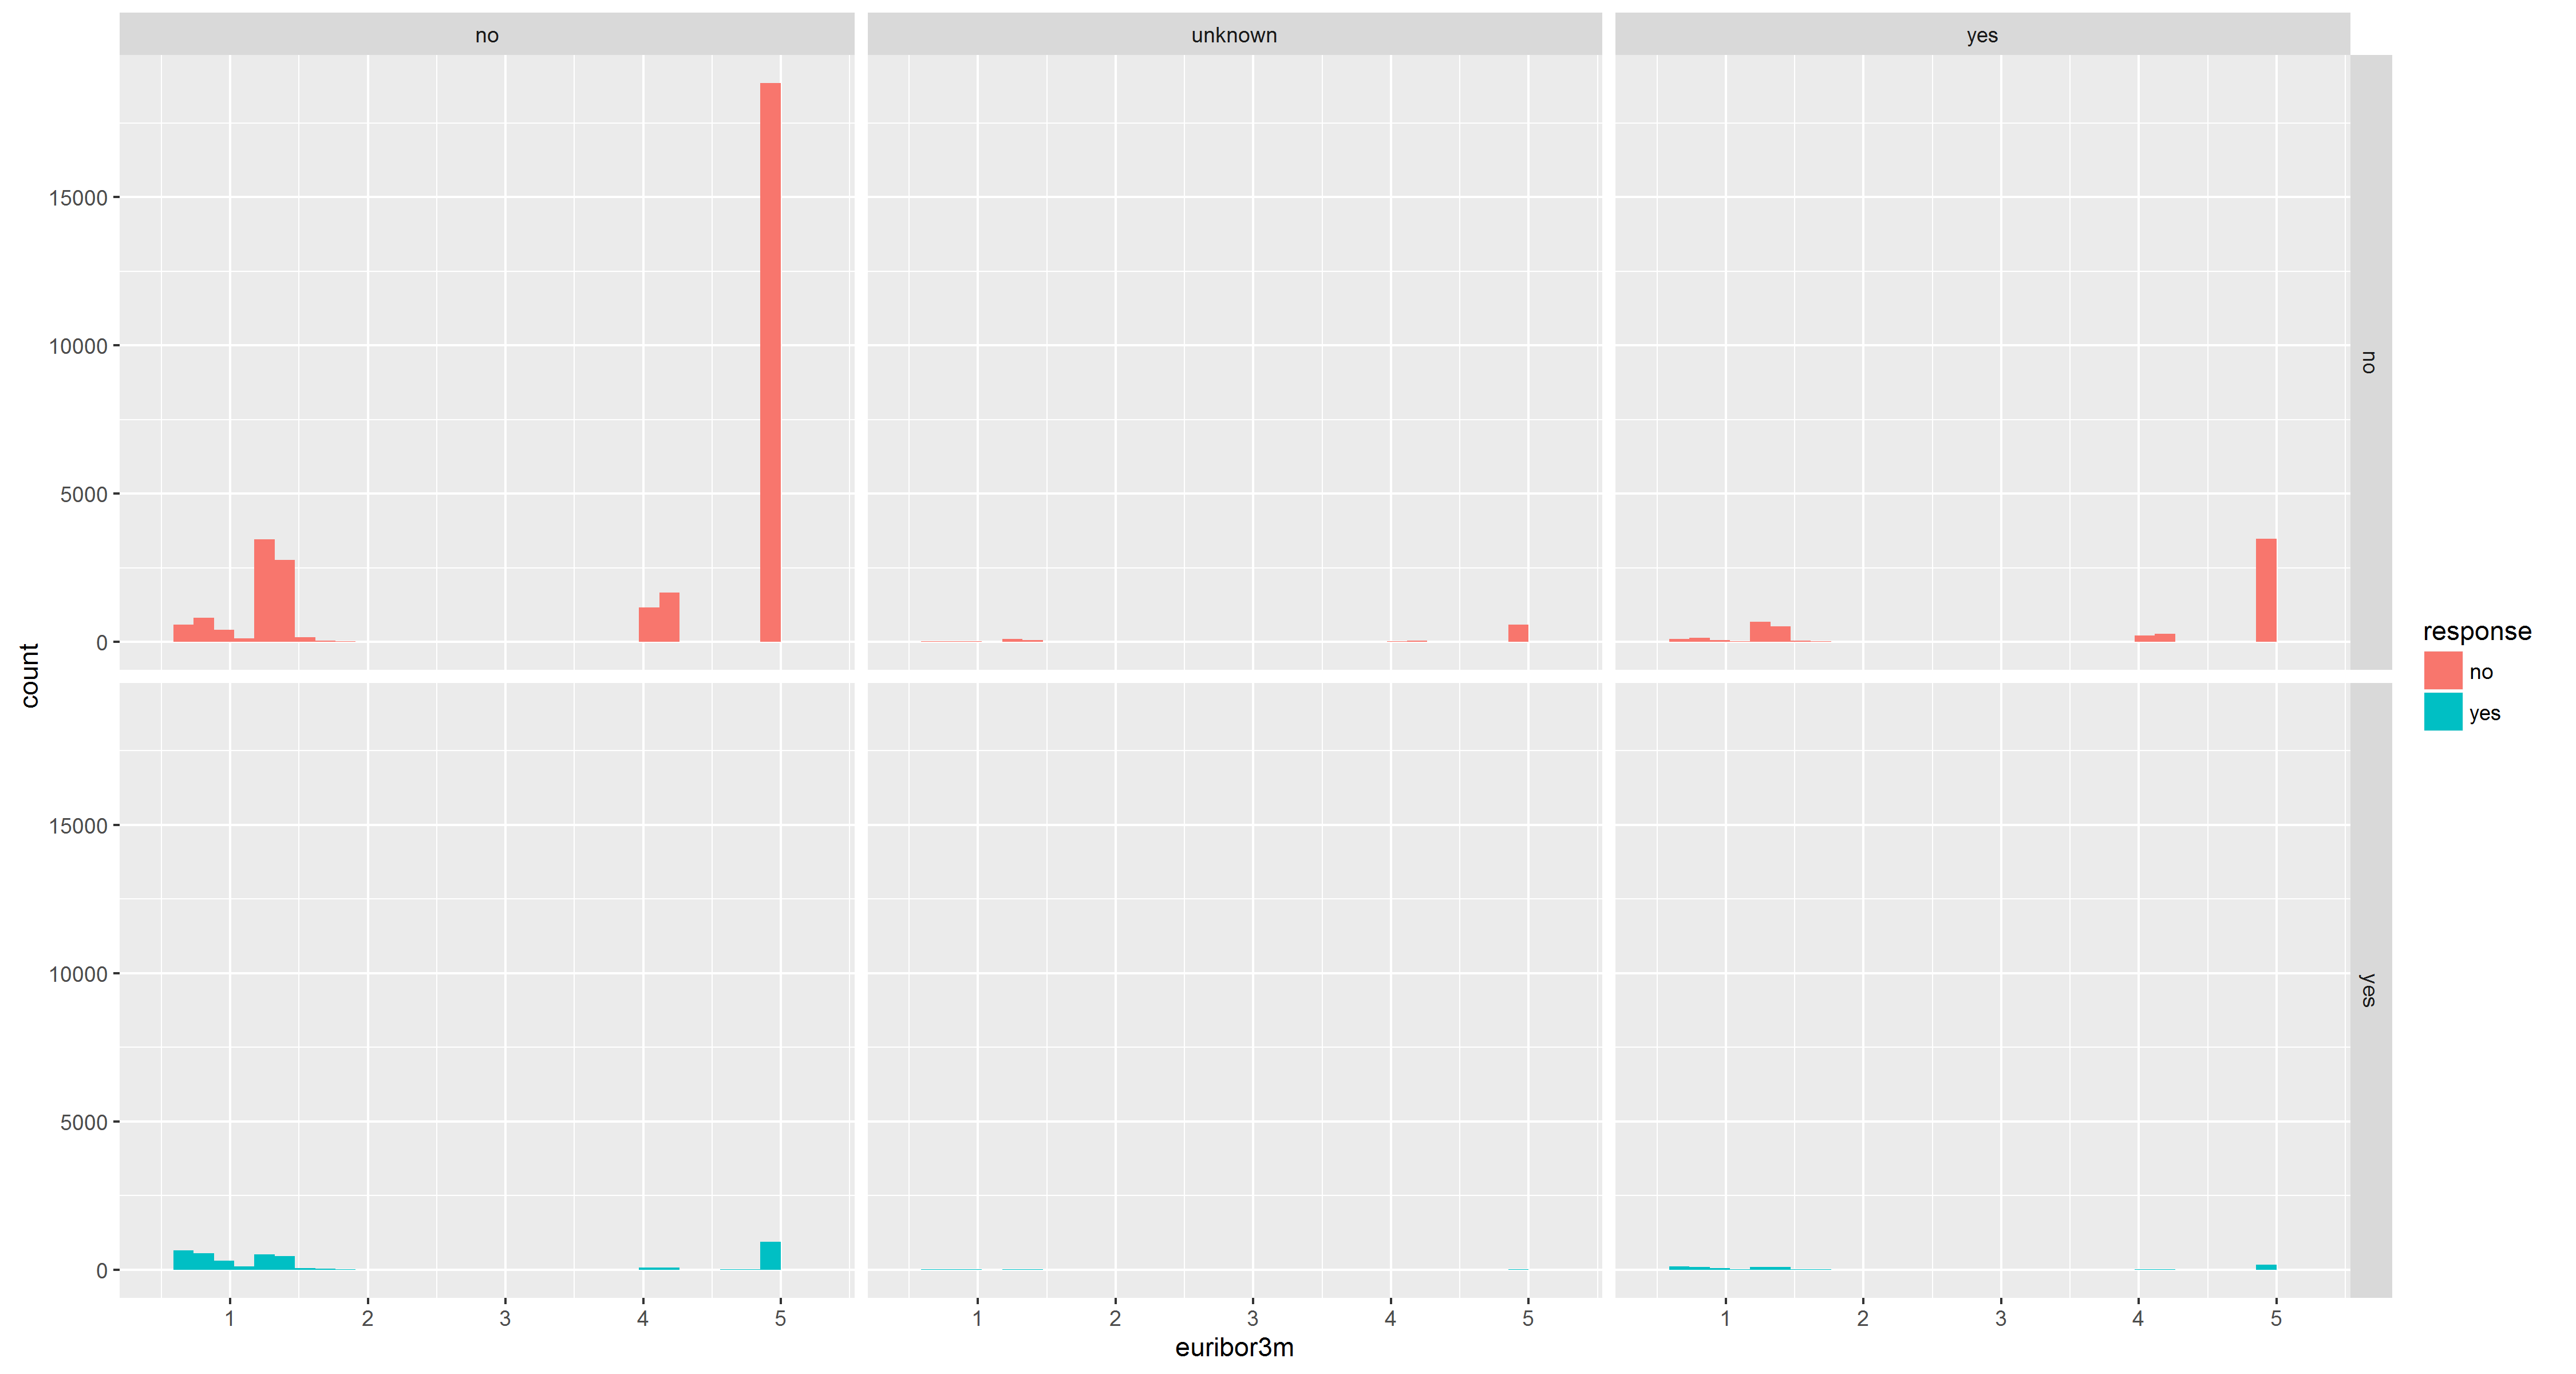 no unknown yes
15000
10000
5000
0
no
15000
10000
5000
0
yes
1 2 3 4 5 1 2 3 4 5 1 2 3 4 5
euribor3m
count
response
no
yes